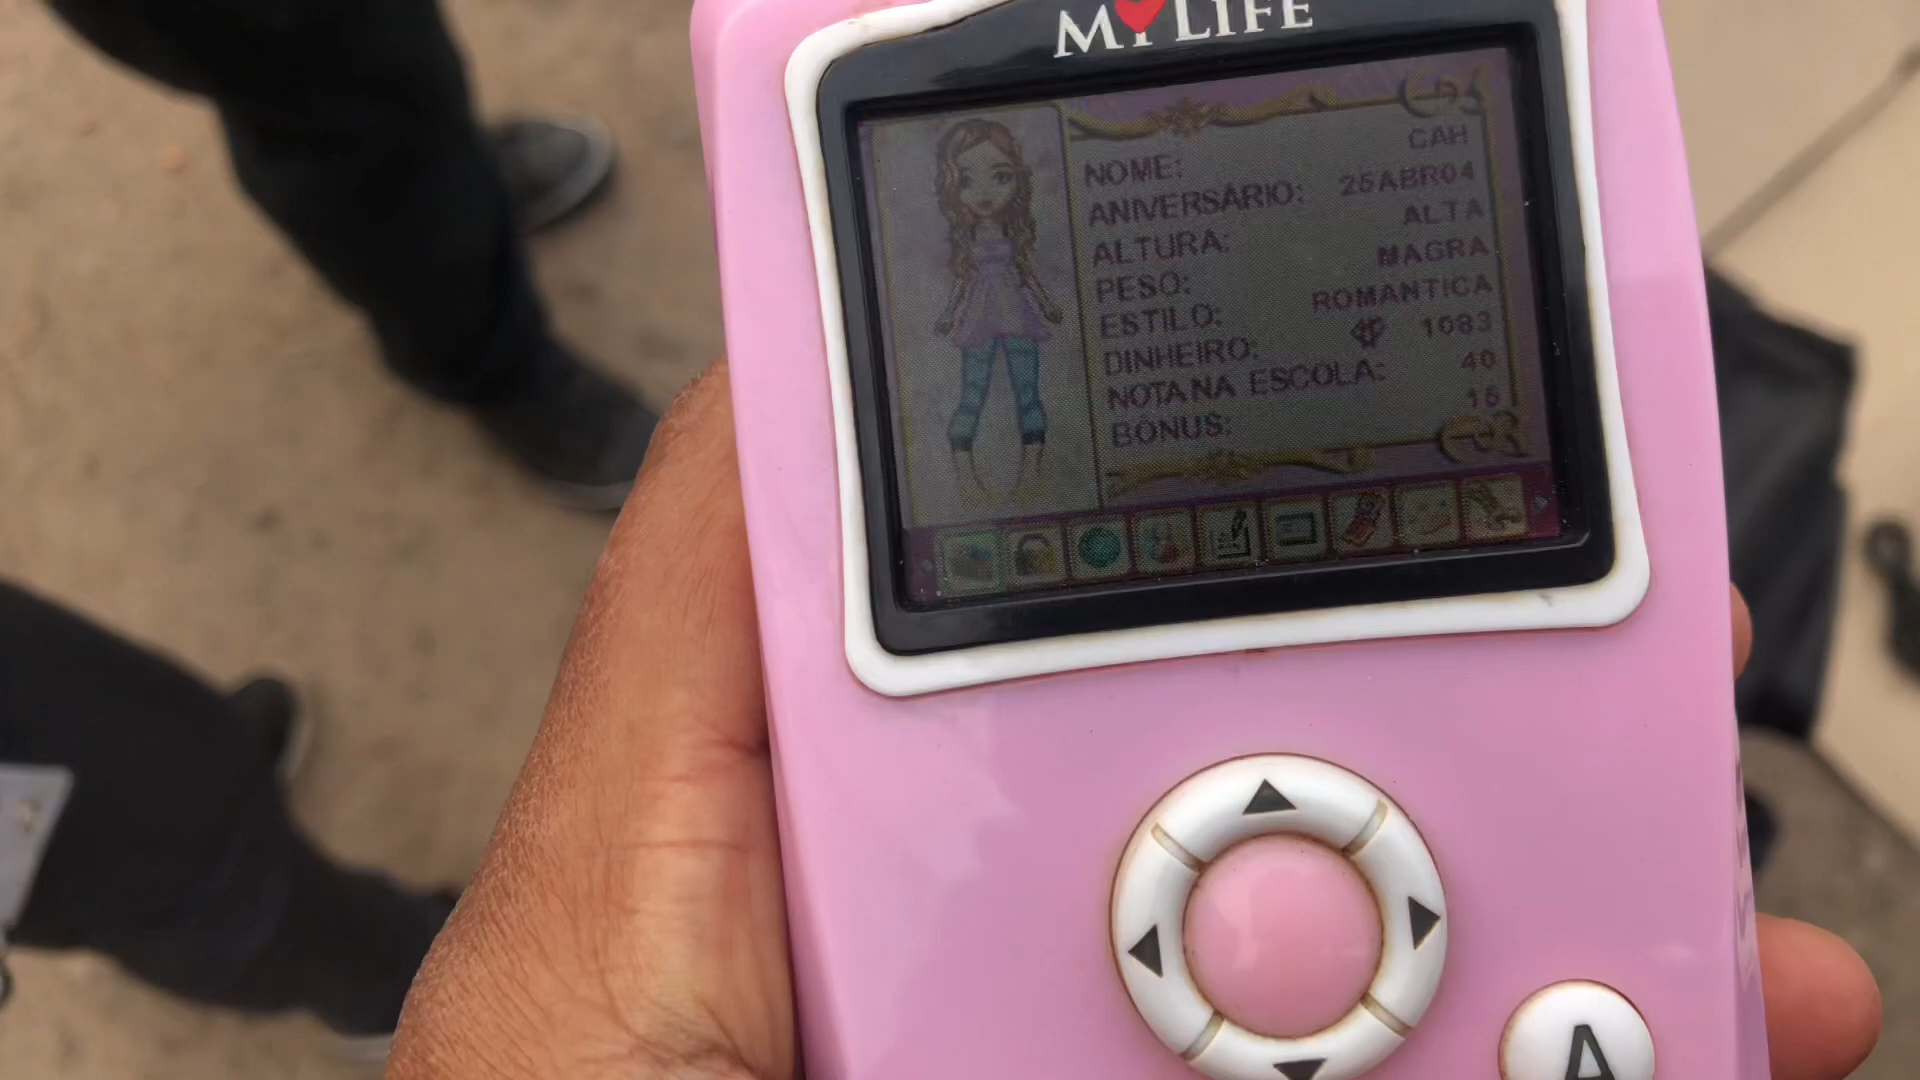 MY LIFE
NOME: CAH
ANIVERSÁRIO: 25ABR04
ALTURA: ALTA
PESO: MAGRA
ESTILO: ROMANTICA
DINHEIRO: 1083
NOTA NA ESCOLA: 40
BÔNUS: 15
A